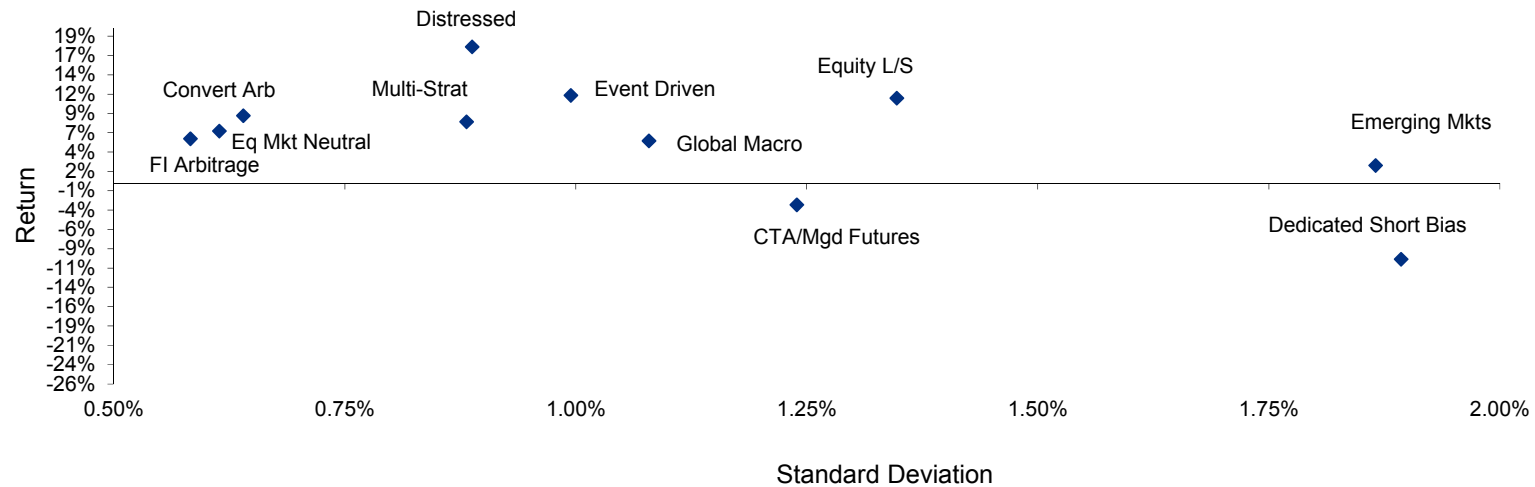 Distressed
19%
17%
14%
12%
9%
7%
4%
2%
-1%
-4%
-6%
-9%
-11%
-14%
-16%
-19%
-21%
-24%
-26%
Return
Equity L/S
Convert Arb
Multi-Strat
Event Driven
Emerging Mkts
Eq Mkt Neutral
Global Macro
FI Arbitrage
Dedicated Short Bias
CTA/Mgd Futures
0.50% 0.75% 1.00% 1.25% 1.50% 1.75% 2.00%
Standard Deviation